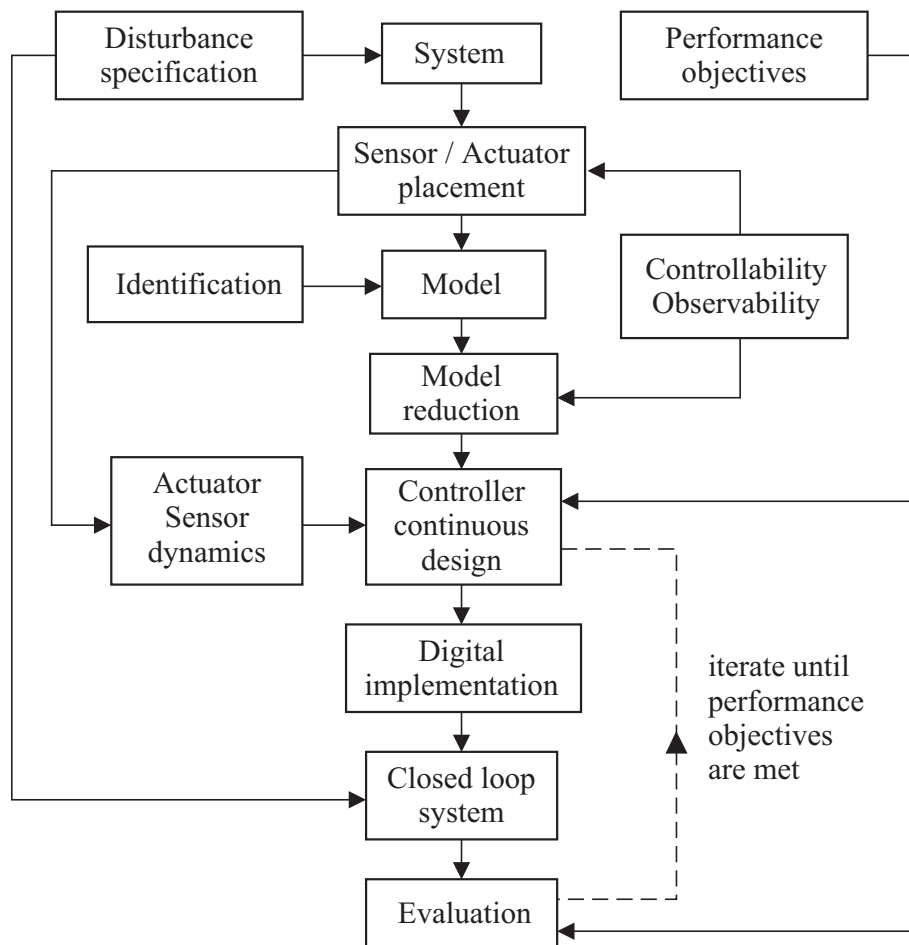 Disturbance
specification
System
Performance
objectives
Sensor / Actuator
placement
Identification
Model
Controllability
Observability
Model
reduction
Actuator
Sensor
dynamics
Controller
continuous
design
Digital
implementation
iterate until
performance
objectives
are met
Closed loop
system
Evaluation